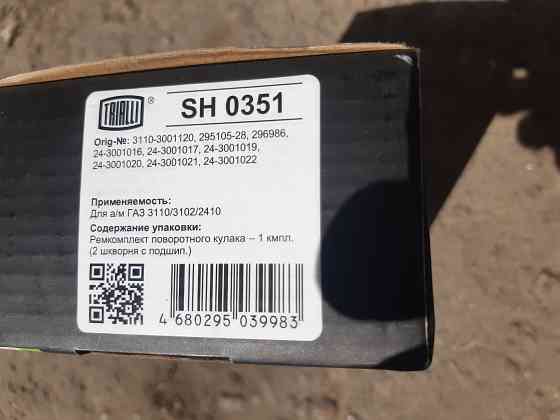 TRIALLI ® SH 0351
Orig-№: 3110-3001120, 295105-28, 296986,
24-3001016, 24-3001017, 24-3001019,
24-3001020, 24-3001021, 24-3001022
Применяемость:
Для а/м ГАЗ 3110/3102/2410
Содержание упаковки:
Ремкомплект поворотного кулака – 1 кмпл.
(2 шкворня с подшип.)
4 680295 039983